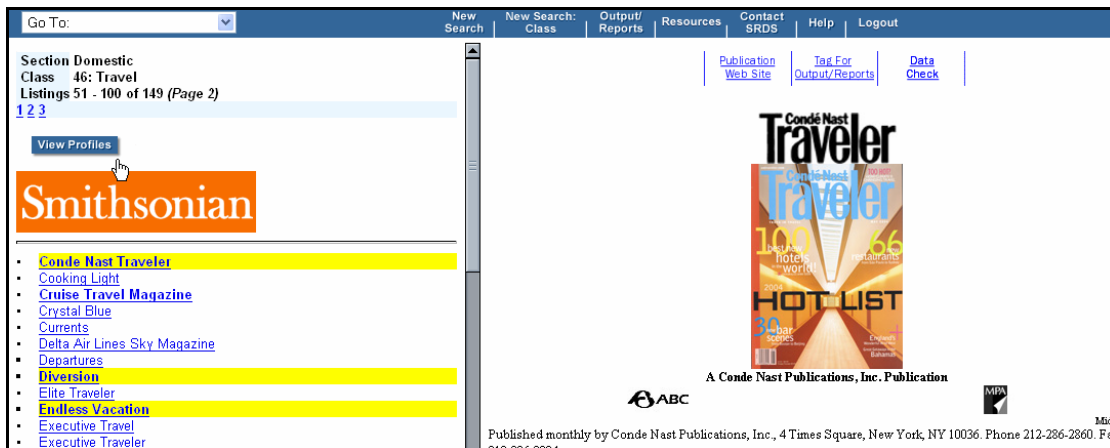 Go To:
New Search
New Search: Class
Output/ Reports
Resources
Contact SRDS
Help
Logout
Section Domestic
Class 46: Travel
Listings 51 - 100 of 149 (Page 2)
1 2 3
View Profiles
Smithsonian
Conde Nast Traveler
Cooking Light
Cruise Travel Magazine
Crystal Blue
Currents
Delta Air Lines Sky Magazine
Departures
Diversion
Elite Traveler
Endless Vacation
Executive Travel
Executive Traveler
Publication Web Site
Tag For Output/Reports
Data Check
Condé Nast
Traveler
Condé Nast
Traveler
100
best new
hotels
world!
66
restaurants
2004
HOT LIST
30
bar
scenes
+
England's
Bahamas
A Conde Nast Publications, Inc. Publication
ABC
MPA
Published monthly by Conde Nast Publications, Inc., 4 Times Square, New York, NY 10036. Phone 212-286-2860.